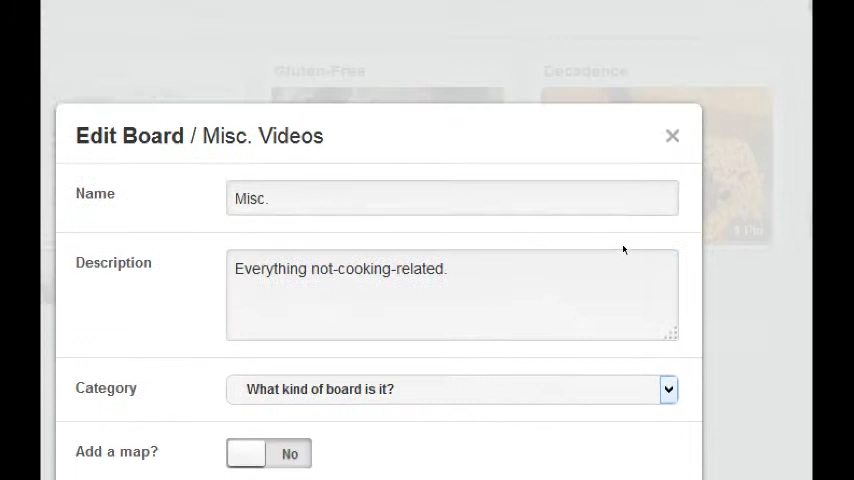 Gluten-Free
Decadence
Edit Board / Misc. Videos
×
Name
Misc.
Description
Everything not-cooking-related.
Category
What kind of board is it?
Add a map?
No